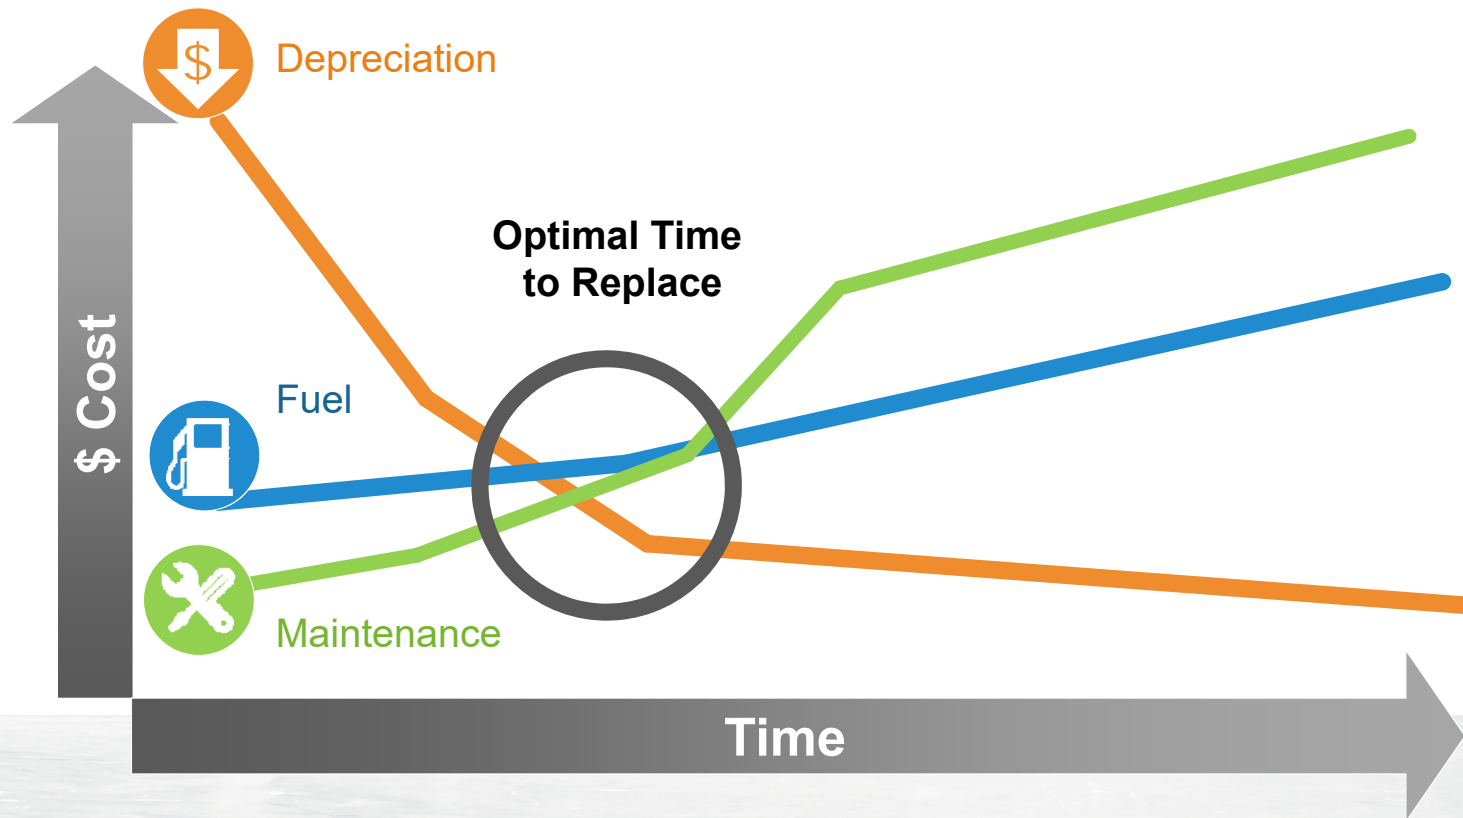 $
Depreciation
Optimal Time
to Replace
$ Cost
Fuel
Maintenance
Time